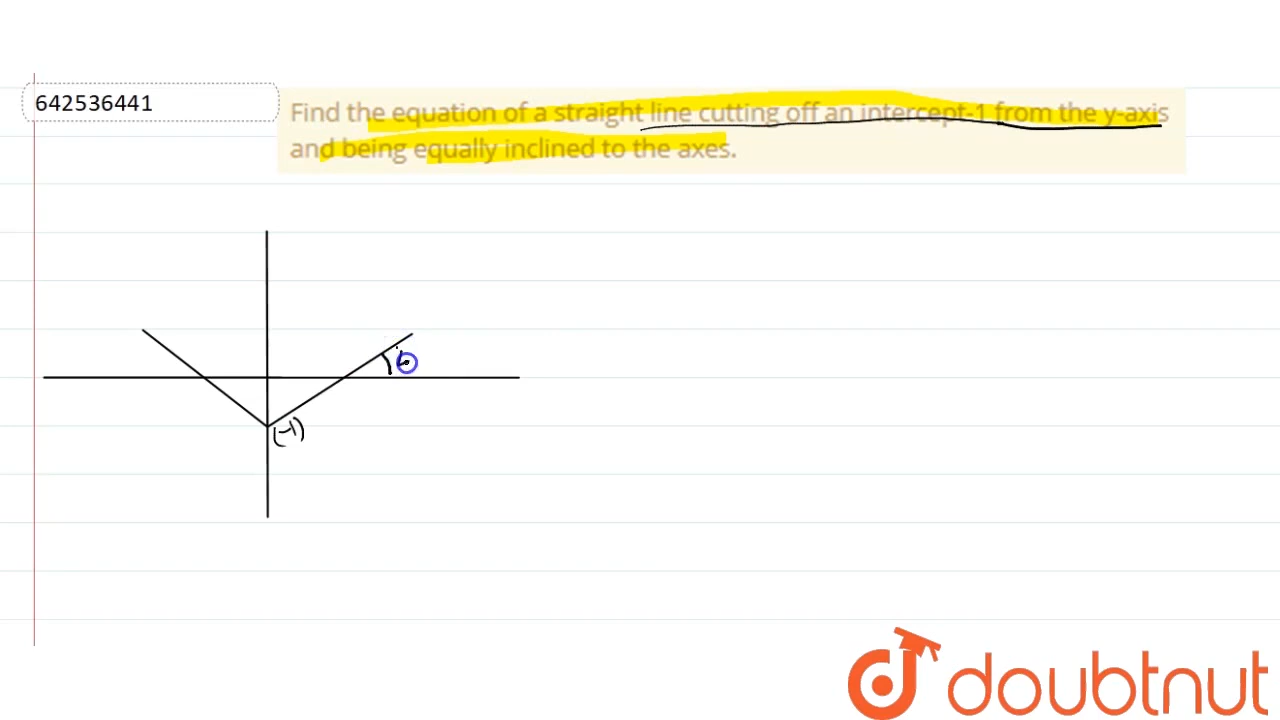 642536441
Find the equation of a straight line cutting off an intercept-1 from the y-axis
and being equally inclined to the axes.
(-1)
doubtnut